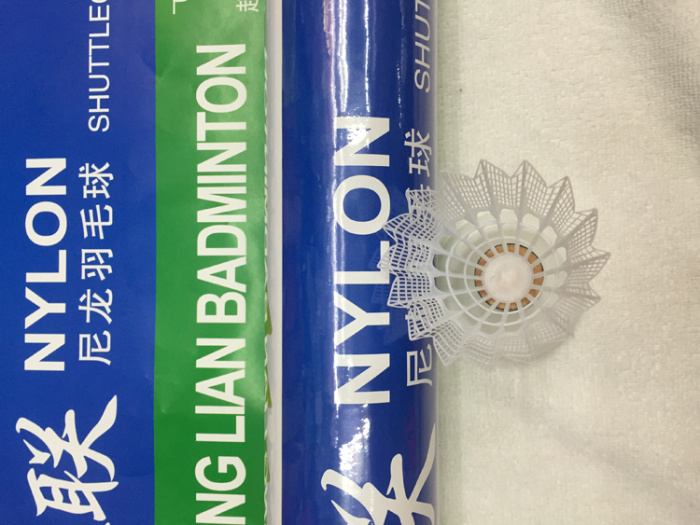 SHUTTLEC
NYLON
尼龙羽毛球
联
NG LIAN BADMINTON
SHUT
NYLON
尼
球